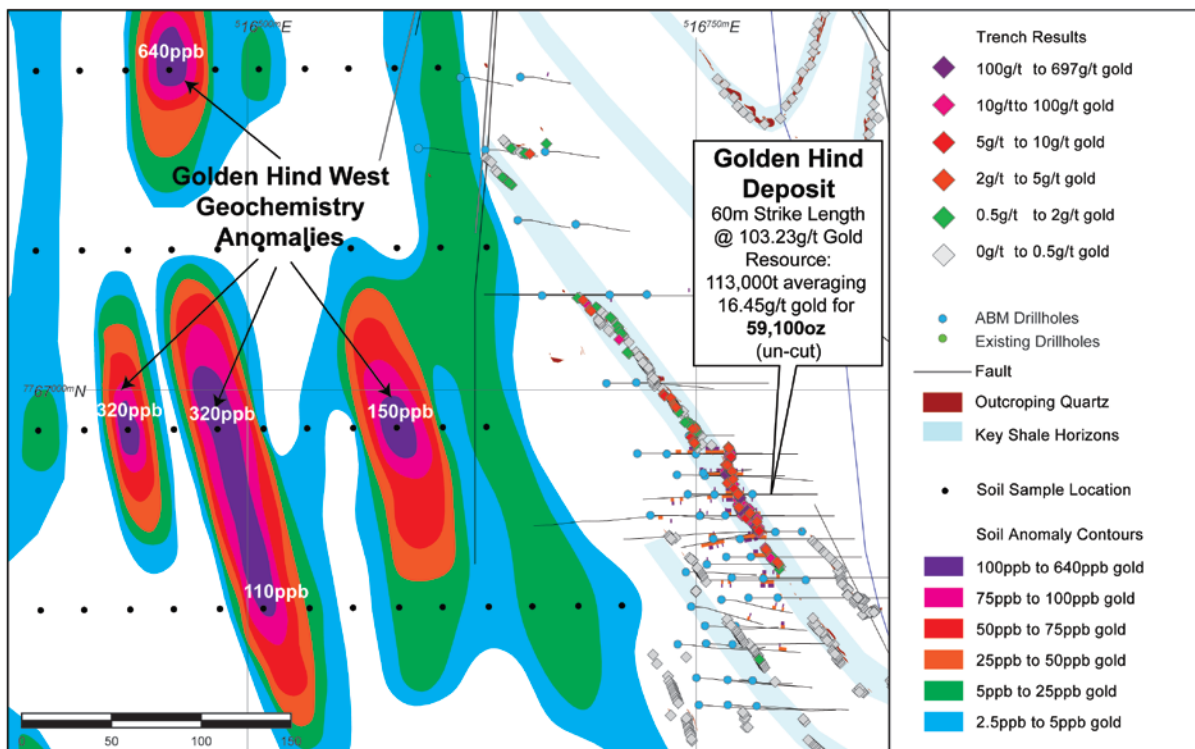 516500mE
516750mE
640ppb
Golden Hind West
Geochemistry
Anomalies
Golden Hind
Deposit
60m Strike Length
@ 103.23g/t Gold
Resource:
113,000t averaging
16.45g/t gold for
59,100oz
(un-cut)
7767000mN
320ppb
320ppb
150ppb
110ppb
0 50 100 150
Trench Results
100g/t to 697g/t gold
10g/t to 100g/t gold
5g/t to 10g/t gold
2g/t to 5g/t gold
0.5g/t to 2g/t gold
0g/t to 0.5g/t gold
ABM Drillholes
Existing Drillholes
Fault
Outcroping Quartz
Key Shale Horizons
Soil Sample Location
Soil Anomaly Contours
100ppb to 640ppb gold
75ppb to 100ppb gold
50ppb to 75ppb gold
25ppb to 50ppb gold
5ppb to 25ppb gold
2.5ppb to 5ppb gold